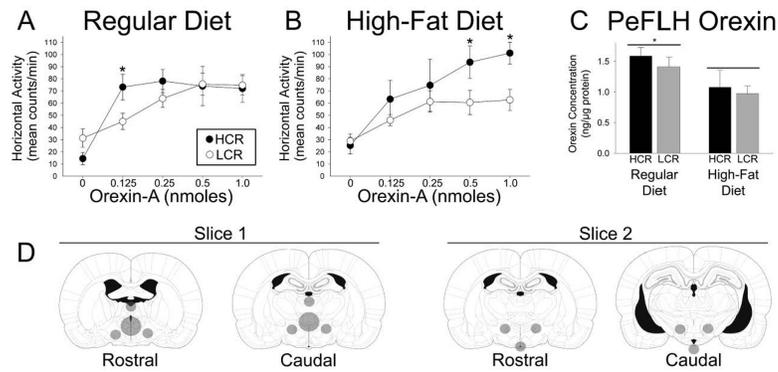 A Regular Diet
Horizontal Activity
(mean counts/min)
110
100
90
80
70
60
50
40
30
20
10
0
*
HCR
LCR
0 0.125 0.25 0.5 1.0
Orexin-A (nmoles)
B High-Fat Diet
Horizontal Activity
(mean counts/min)
110
100
90
80
70
60
50
40
30
20
10
0
* *
0 0.125 0.25 0.5 1.0
Orexin-A (nmoles)
C PeFLH Orexin
Orexin Concentration
(ng/µg protein)
1.5
1.0
0.5
0.0
*
HCR LCR HCR LCR
Regular
Diet
High-Fat
Diet
D
Slice 1
Rostral Caudal
Slice 2
Rostral Caudal